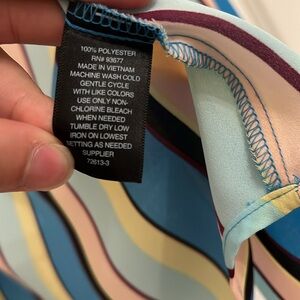 100% POLYESTER
RN# 93677
MADE IN VIETNAM
MACHINE WASH COLD
GENTLE CYCLE
WITH LIKE COLORS
USE ONLY NON-
CHLORINE BLEACH
WHEN NEEDED
TUMBLE DRY LOW
IRON ON LOWEST
SETTING AS NEEDED
SUPPLIER
72613-3